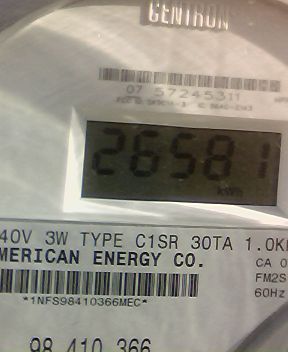 CENTRON
07 57245311
26581
kWh
40V 3W TYPE C1SR 30TA 1.0K
MERICAN ENERGY CO.
CA 0
FM2S
*1NFS98410366MEC*
60Hz
98 410 366